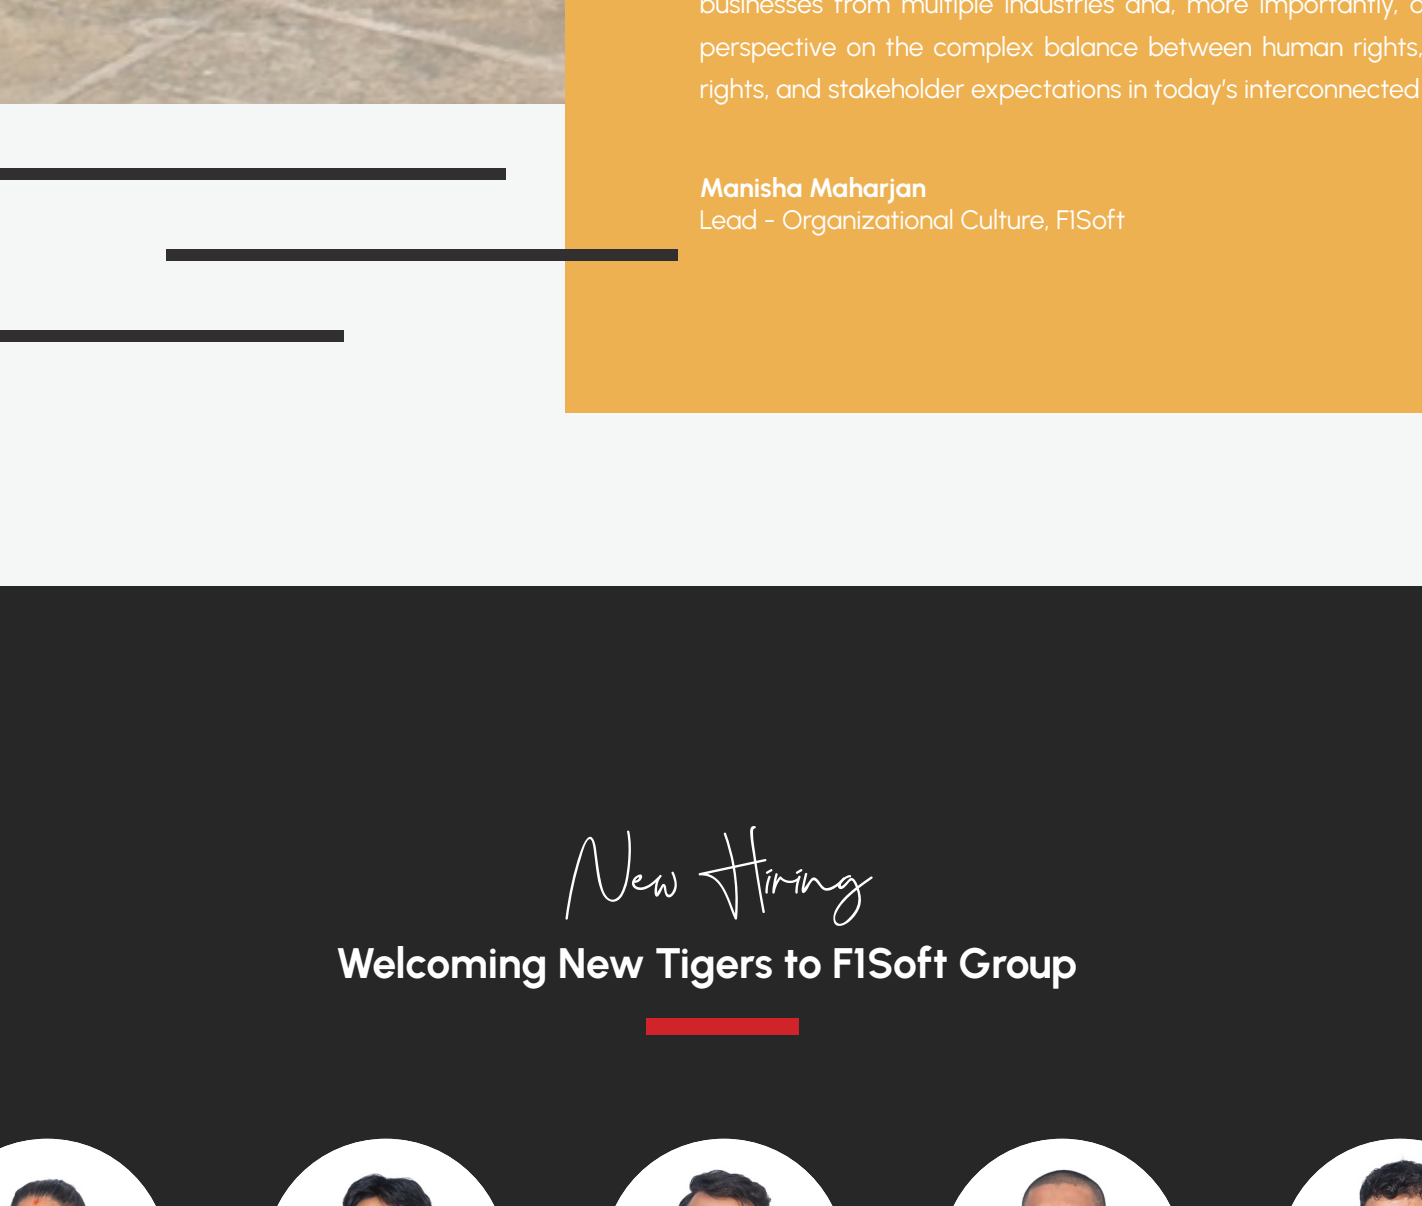 businesses from multiple industries and, more importantly,
perspective on the complex balance between human rights,
rights, and stakeholder expectations in today's interconnected
Manisha Maharjan
Lead - Organizational Culture, F1Soft
New Hiring
Welcoming New Tigers to F1Soft Group